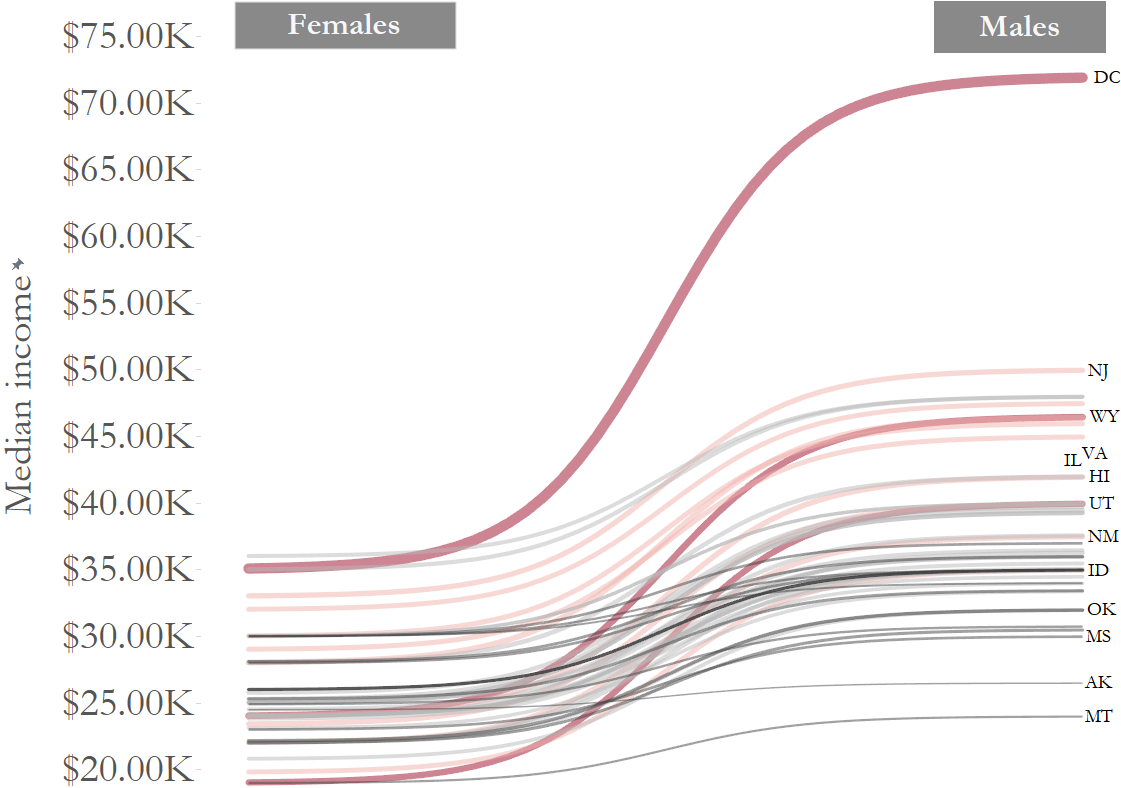 Females
Males
Median income*
$75.00K
$70.00K
$65.00K
$60.00K
$55.00K
$50.00K
$45.00K
$40.00K
$35.00K
$30.00K
$25.00K
$20.00K
DC
NJ
WY
VA
IL
HI
UT
NM
ID
OK
MS
AK
MT